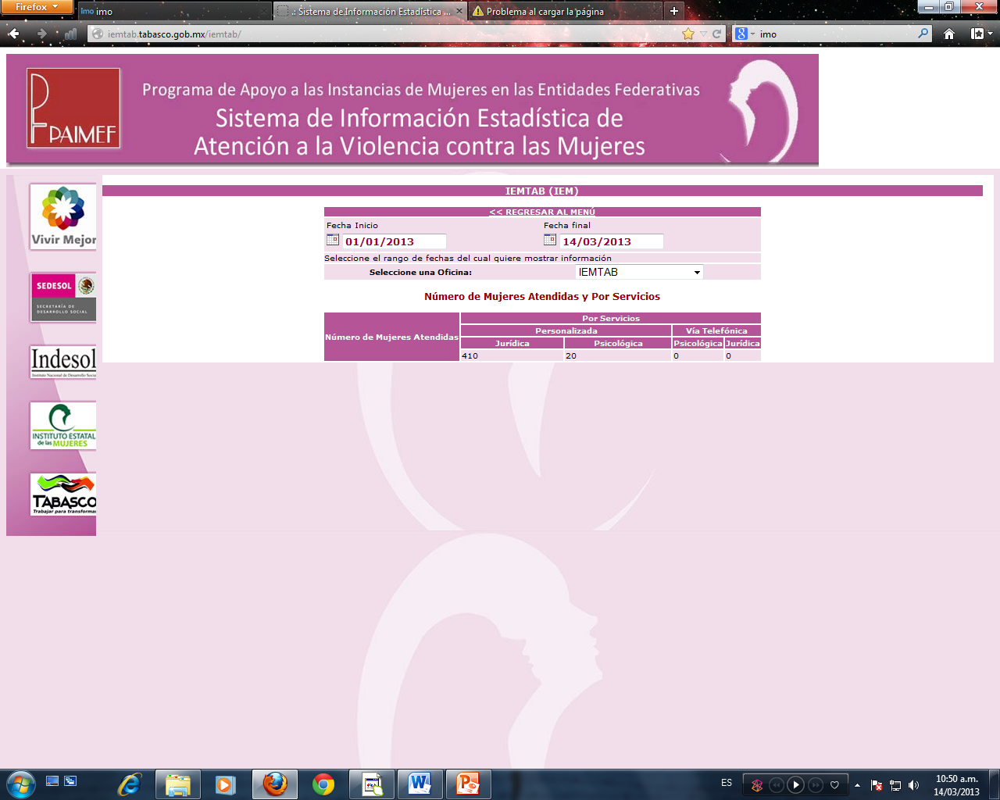 Firefox
imo imo
.: Sistema de Información Estadística ...
Problema al cargar la página
iemtab.tabasco.gob.mx/iemtab/
imo
PAIMEF
Programa de Apoyo a las Instancias de Mujeres en las Entidades Federativas
Sistema de Información Estadística de
Atención a la Violencia contra las Mujeres
Vivir Mejor
SEDESOL
SECRETARÍA DE
DESARROLLO SOCIAL
Indesol
Instituto Nacional de Desarrollo Social
INSTITUTO ESTATAL
de las MUJERES
TABASCO
Trabajar para transformar
IEMTAB (IEM)
<< REGRESAR AL MENÚ
Fecha Inicio Fecha final
01/01/2013 14/03/2013
Seleccione el rango de fechas del cual quiere mostrar información
Seleccione una Oficina: IEMTAB
Número de Mujeres Atendidas y Por Servicios
Número de Mujeres Atendidas
Por Servicios
Personalizada Vía Telefónica
Jurídica Psicológica Psicológica Jurídica
410 20 0 0
ES
10:50 a.m.
14/03/2013